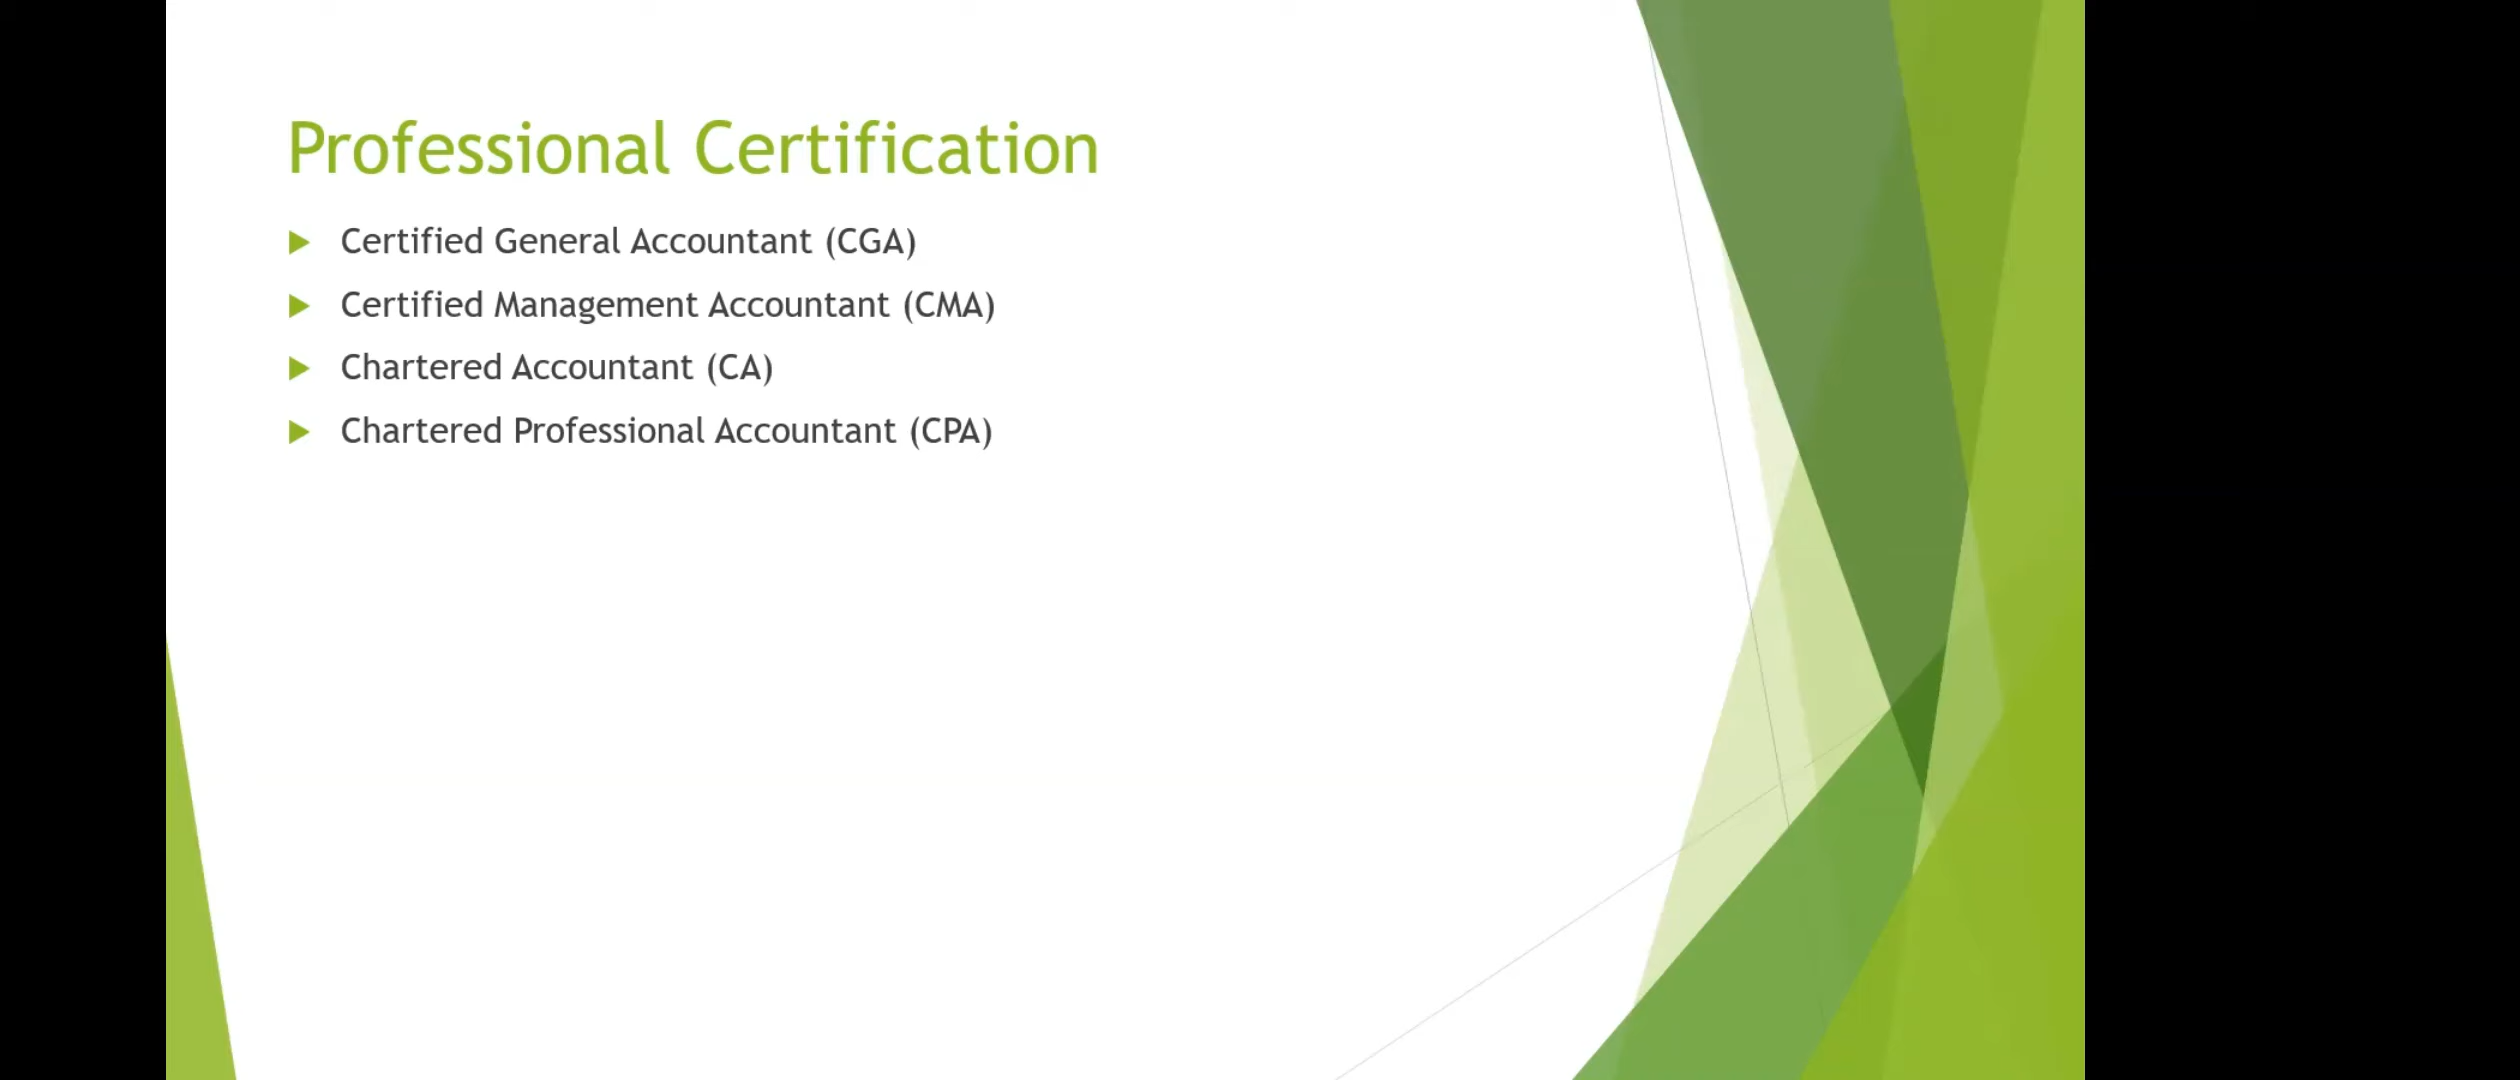 Professional Certification
Certified General Accountant (CGA)
Certified Management Accountant (CMA)
Chartered Accountant (CA)
Chartered Professional Accountant (CPA)